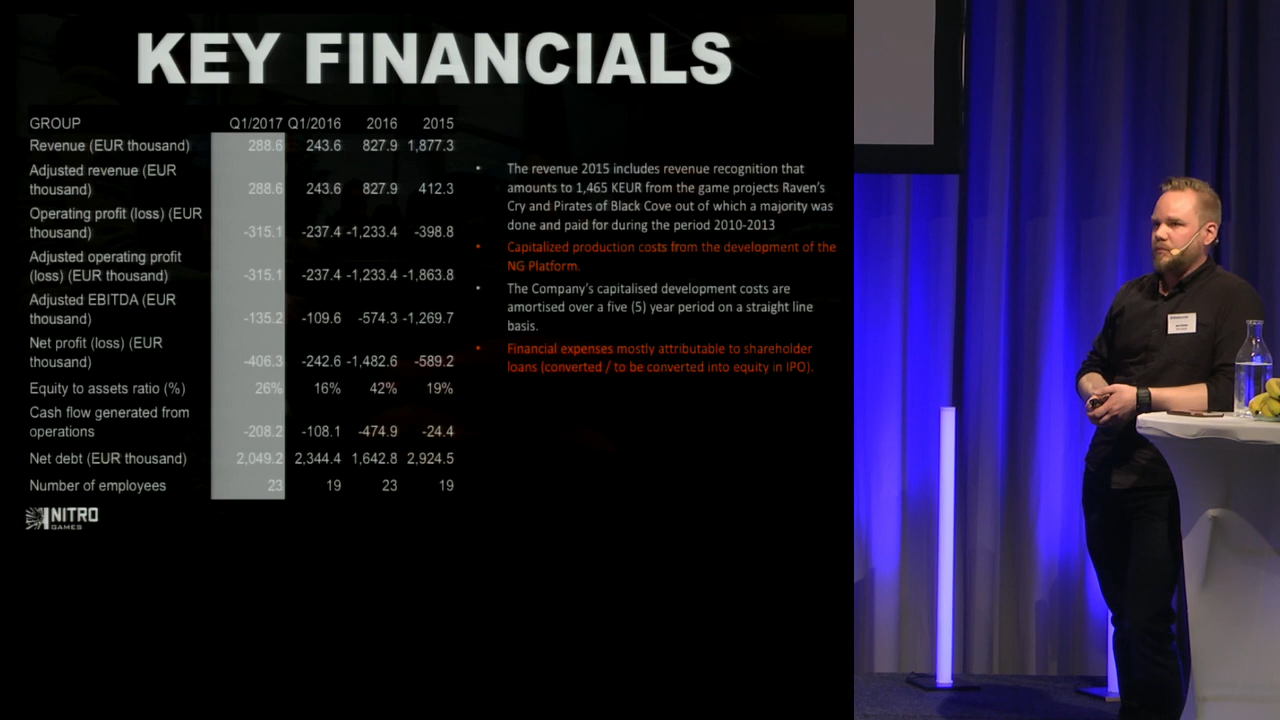 KEY FINANCIALS
GROUP Q1/2017 Q1/2016 2016 2015
Revenue (EUR thousand) 288.6 243.6 827.9 1,877.3
Adjusted revenue (EUR
thousand) 288.6 243.6 827.9 412.3
Operating profit (loss) (EUR
thousand) -315.1 -237.4 -1,233.4 -398.8
Adjusted operating profit
(loss) (EUR thousand) -315.1 -237.4 -1,233.4 -1,863.8
Adjusted EBITDA (EUR
thousand) -135.2 -109.6 -574.3 -1,269.7
Net profit (loss) (EUR
thousand) -406.3 -242.6 -1,482.6 -589.2
Equity to assets ratio (%) 26% 16% 42% 19%
Cash flow generated from
operations -208.2 -108.1 -474.9 -24.4
Net debt (EUR thousand) 2,049.2 2,344.4 1,642.8 2,924.5
Number of employees 23 19 23 19
• The revenue 2015 includes revenue recognition that
amounts to 1,465 KEUR from the game projects Raven's
Cry and Pirates of Black Cove out of which a majority was
done and paid for during the period 2010-2013
• Capitalized production costs from the development of the
NG Platform.
• The Company's capitalised development costs are
amortised over a five (5) year period on a straight line
basis.
• Financial expenses mostly attributable to shareholder
loans (converted / to be converted into equity in IPO).
NITRO
GAMES